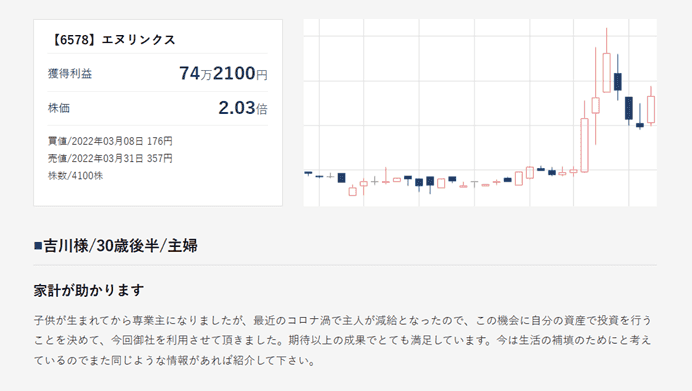 【6578】エヌリンクス
獲得利益 74万2100円
株価 2.03倍
買値/2022年03月08日 176円
売値/2022年03月31日 357円
株数/4100株
■吉川様/30歳後半/主婦
家計が助かります
子供が生まれてから専業主になりましたが、最近のコロナ渦で主人が減給となったので、この機会に自分の資産で投資を行う
ことを決めて、今回御社を利用させて頂きました。期待以上の成果でとても満足しています。今は生活の補填のためにと考え
ているのでまた同じような情報があれば紹介して下さい。